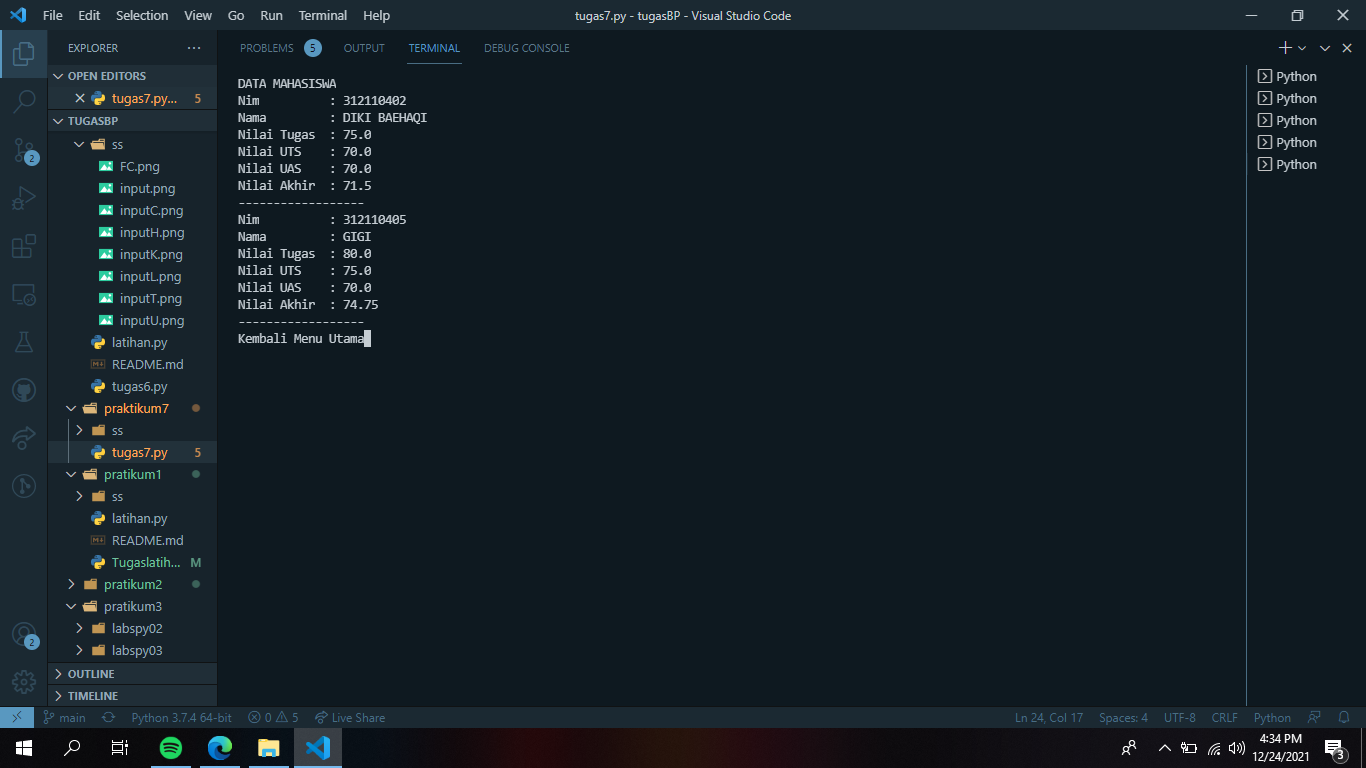 File Edit Selection View Go Run Terminal Help
tugas7.py - tugasBP - Visual Studio Code
EXPLORER ...
OPEN EDITORS
tugas7.py... 5
TUGASBP
ss
FC.png
input.png
inputC.png
inputH.png
inputK.png
inputL.png
inputT.png
inputU.png
latihan.py
README.md
tugas6.py
praktikum7
ss
tugas7.py 5
pratikum1
ss
latihan.py
README.md
Tugaslatih... M
pratikum2
pratikum3
labspy02
labspy03
OUTLINE
TIMELINE
2
2
PROBLEMS 5 OUTPUT TERMINAL DEBUG CONSOLE
DATA MAHASISWA
Nim : 312110402
Nama : DIKI BAEHAQI
Nilai Tugas : 75.0
Nilai UTS : 70.0
Nilai UAS : 70.0
Nilai Akhir : 71.5
------------------
Nim : 312110405
Nama : GIGI
Nilai Tugas : 80.0
Nilai UTS : 75.0
Nilai UAS : 70.0
Nilai Akhir : 74.75
------------------
Kembali Menu Utama
Python
Python
Python
Python
Python
main Python 3.7.4 64-bit 0 5 Live Share Ln 24, Col 17 Spaces: 4 UTF-8 CRLF Python
4:34 PM
12/24/2021
3